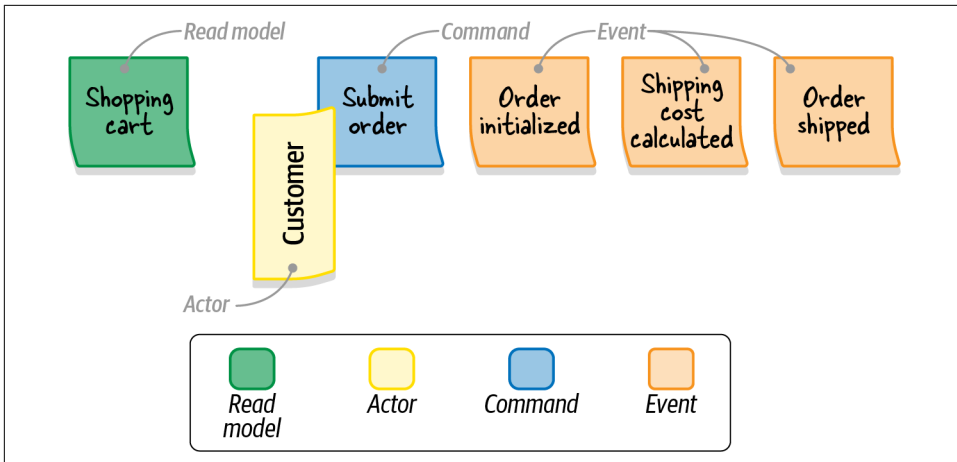 Read model
Command
Event
Shopping
cart
Submit
order
Order
initialized
Shipping
cost
calculated
Order
shipped
Customer
Actor
Read
model
Actor
Command
Event